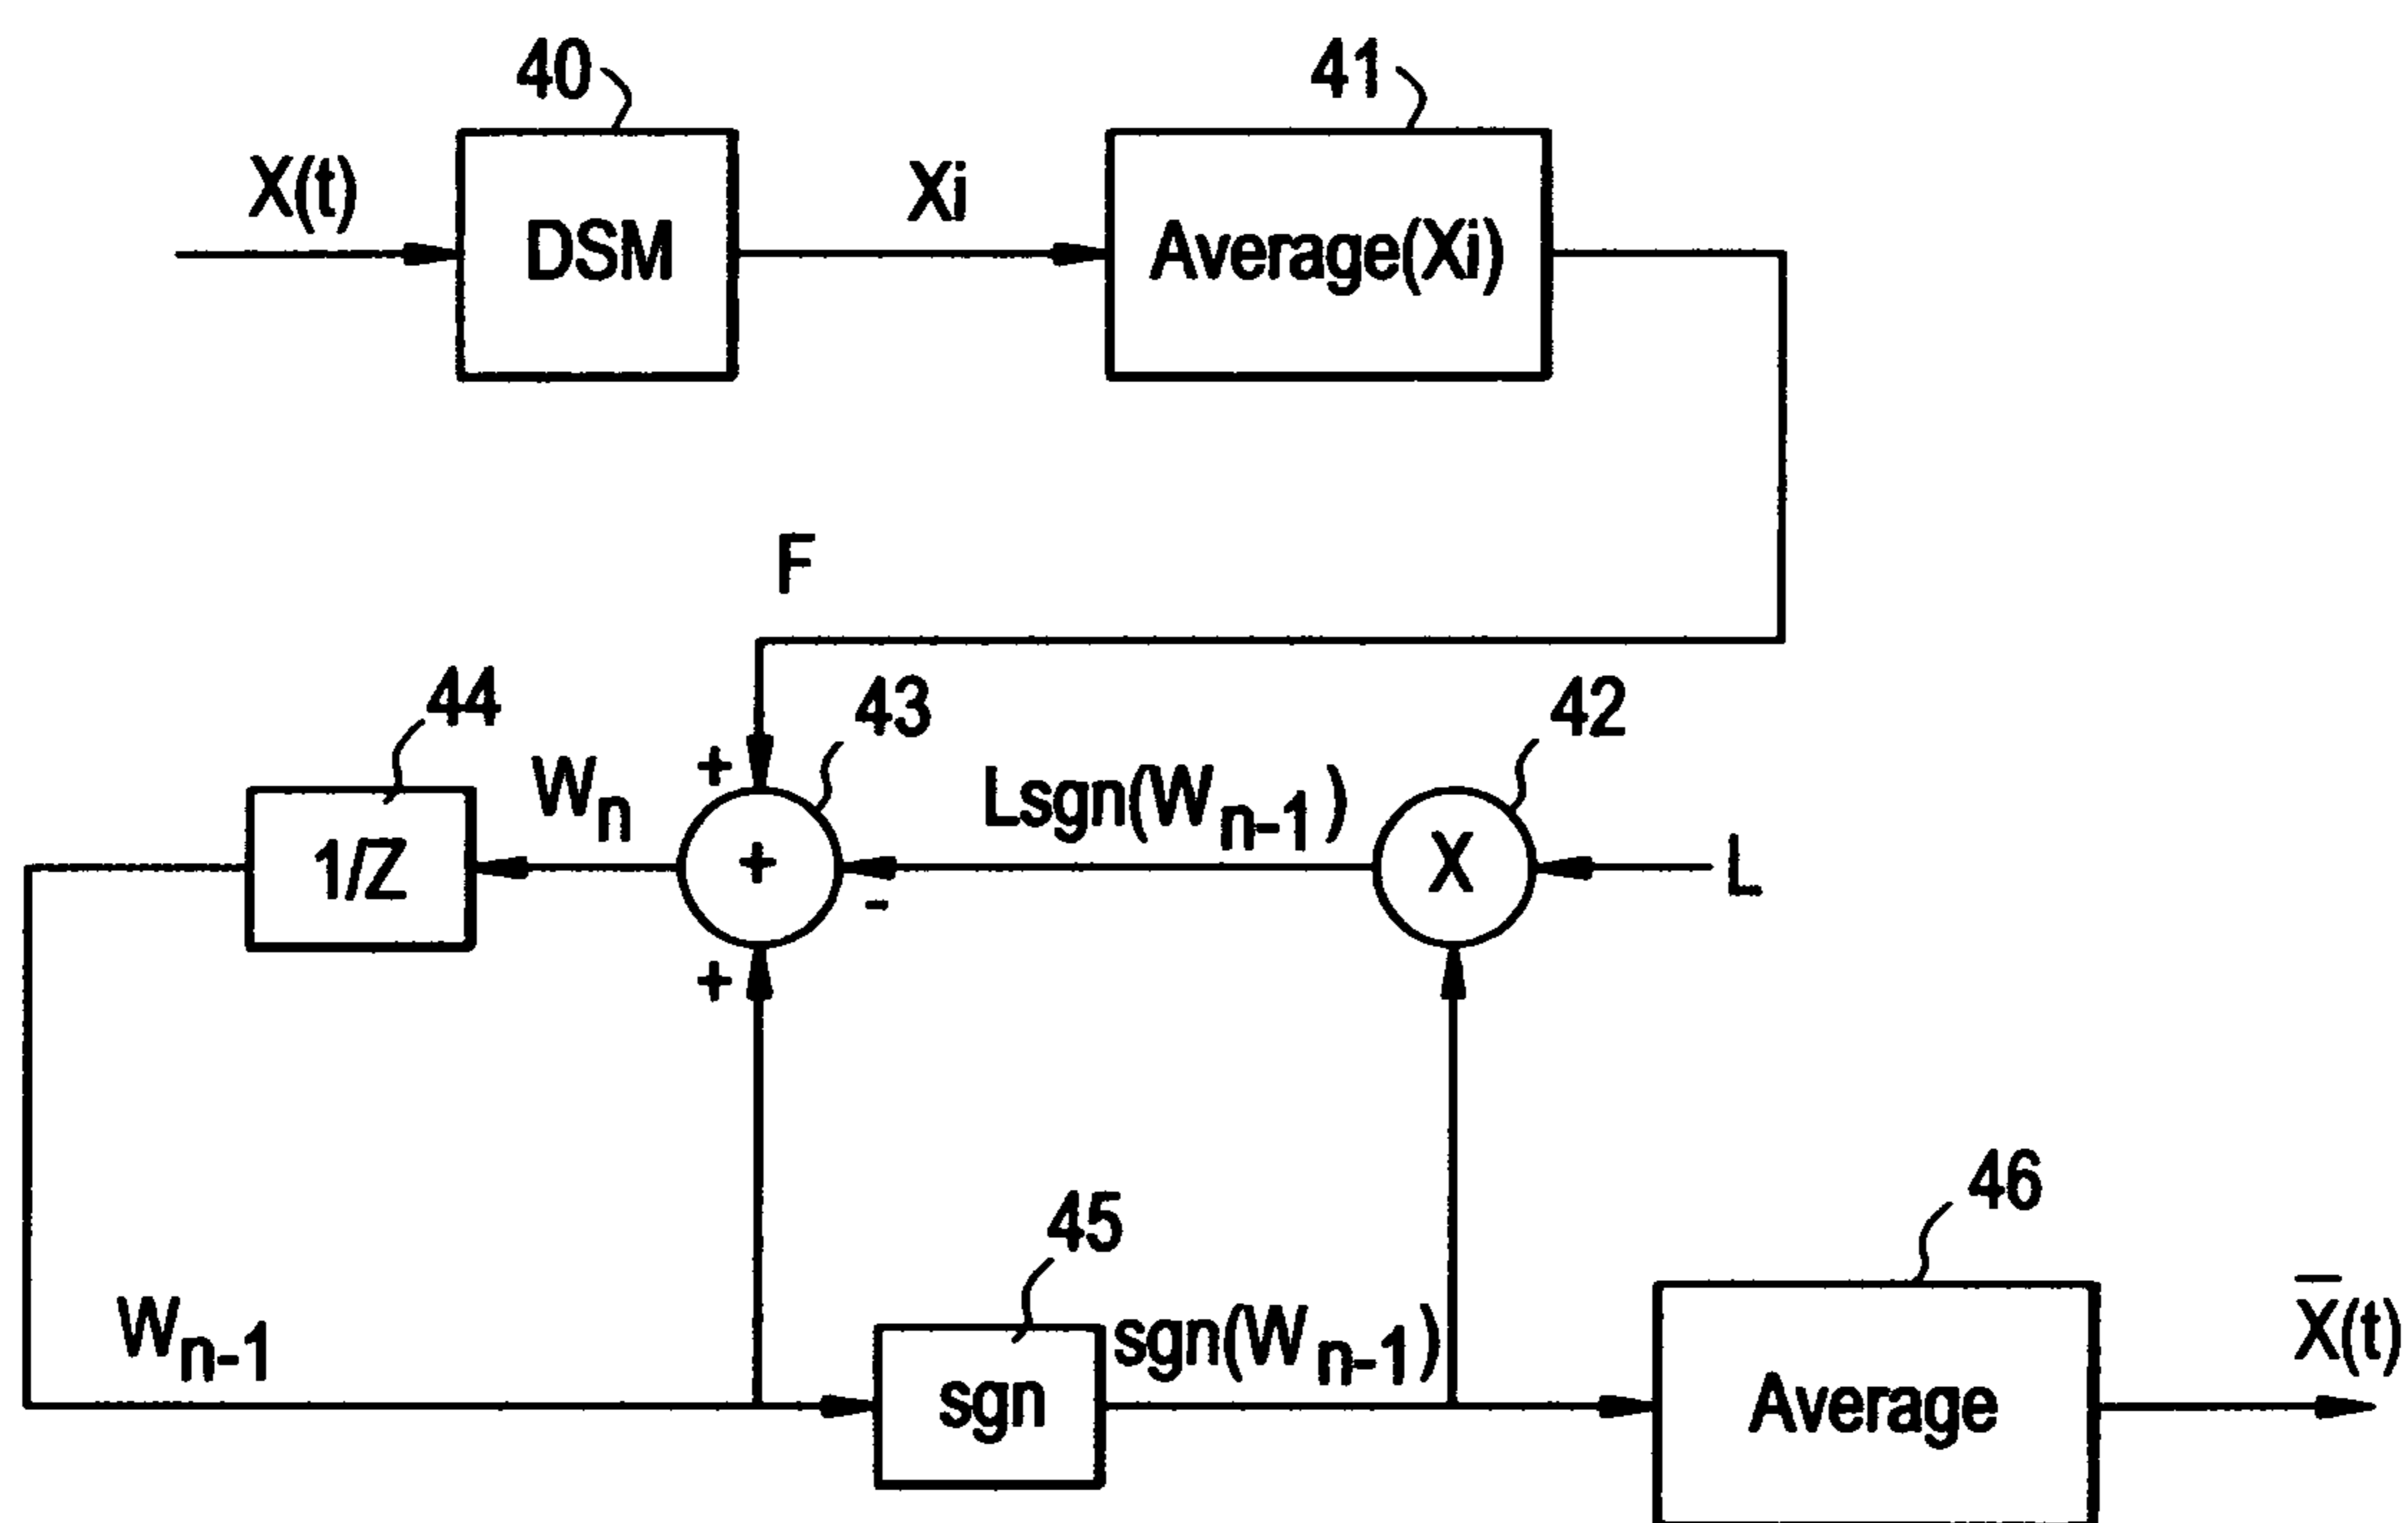 40
41
X(t)
DSM
Xi
Average(Xi)
F
44
43
42
+
Wn
Lsgn(Wn-1)
1/Z
+
X
L
-
+
45
46
Wn-1
sgn
sgn(Wn-1)
Average
X̅(t)